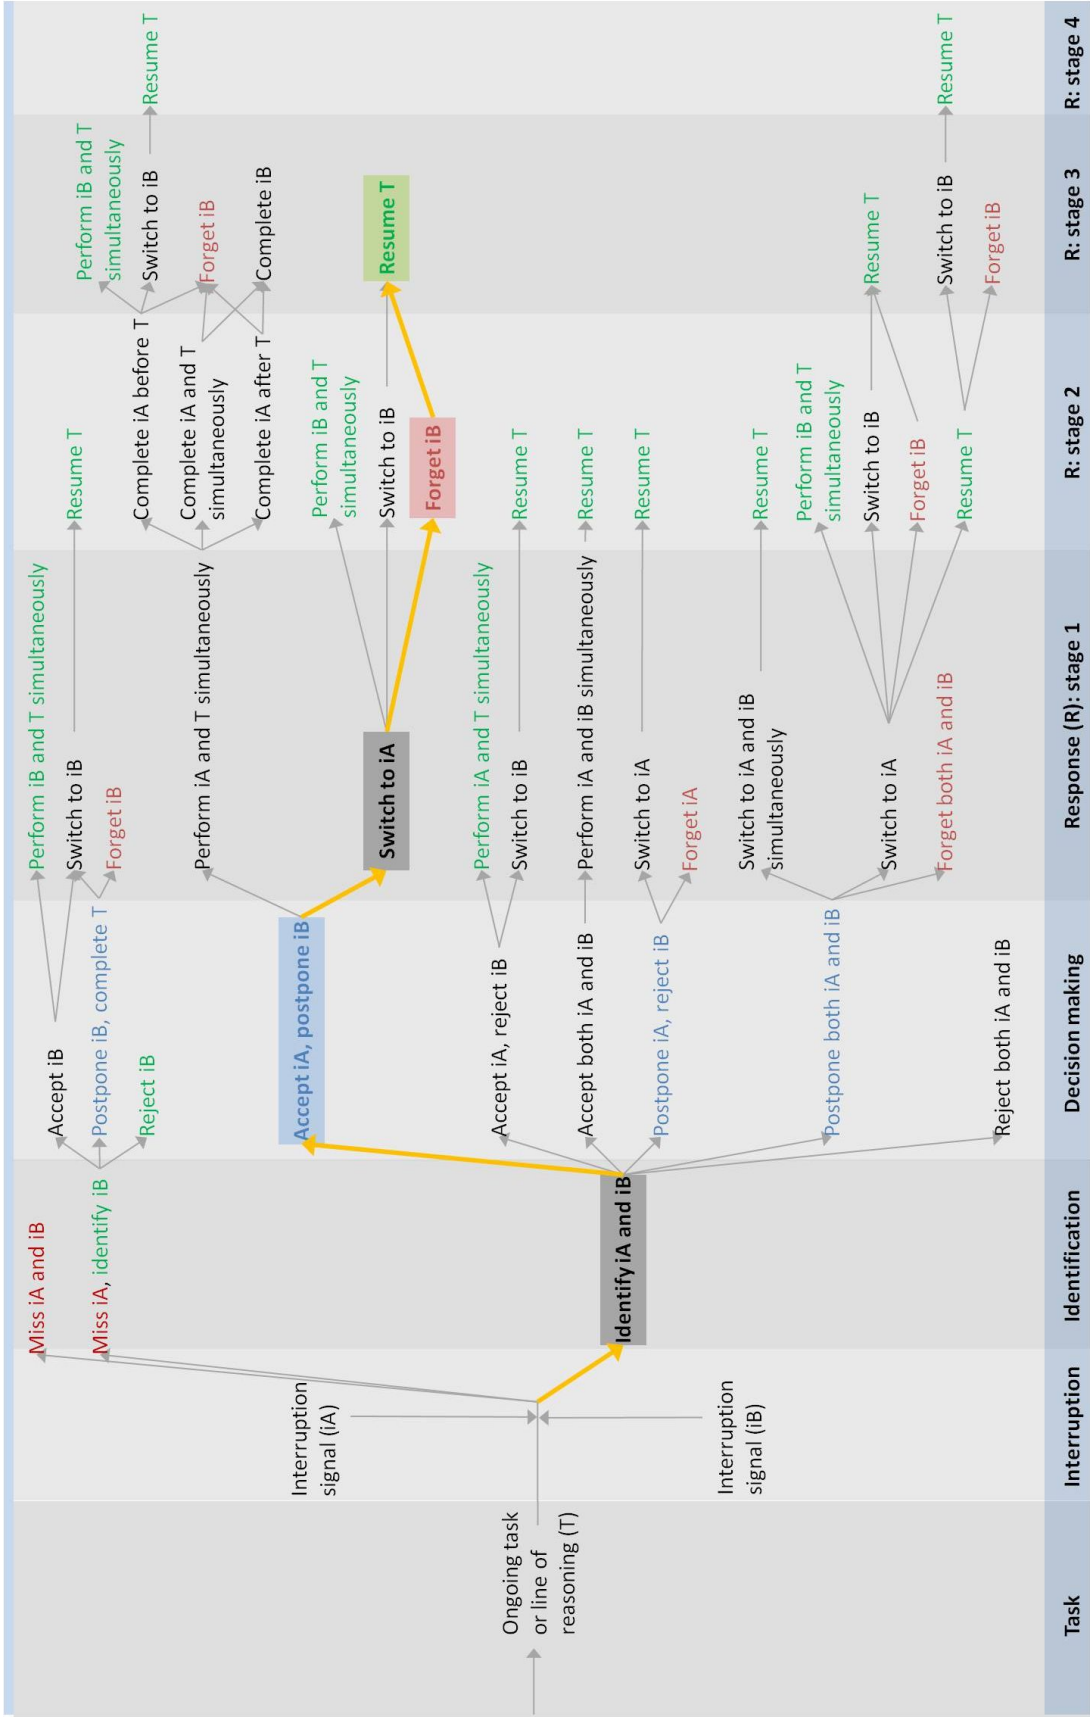 Task
Interruption
Identification
Decision making
Response (R): stage 1
R: stage 2
R: stage 3
R: stage 4
Ongoing task
or line of
reasoning (T)
Interruption
signal (iA)
Interruption
signal (iB)
Miss iA and iB
Miss iA, identify iB
Identify iA and iB
Accept iB
Postpone iB, complete T
Reject iB
Accept iA, postpone iB
Accept iA, reject iB
Accept both iA and iB
Postpone iA, reject iB
Postpone both iA and iB
Reject both iA and iB
Perform iB and T simultaneously
Switch to iB
Forget iB
Perform iA and T simultaneously
Switch to iA
Perform iA and T simultaneously
Switch to iB
Perform iA and iB simultaneously
Switch to iA
Forget iA
Switch to iA and iB
simultaneously
Switch to iA
Forget both iA and iB
Resume T
Complete iA before T
Complete iA and T
simultaneously
Complete iA after T
Perform iB and T
simultaneously
Switch to iB
Forget iB
Resume T
Resume T
Resume T
Resume T
Perform iB and T
simultaneously
Switch to iB
Forget iB
Resume T
Perform iB and T
simultaneously
Switch to iB
Forget iB
Complete iB
Resume T
Resume T
Switch to iB
Forget iB
Resume T
Resume T